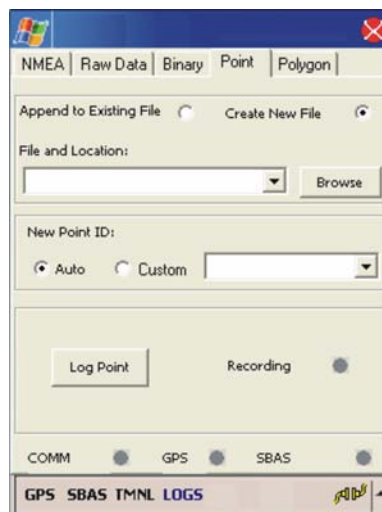 NMEA Raw Data Binary Point Polygon
Append to Existing File Create New File
File and Location:
Browse
New Point ID:
Auto Custom
Log Point Recording
COMM GPS SBAS
GPS SBAS TMNL LOGS